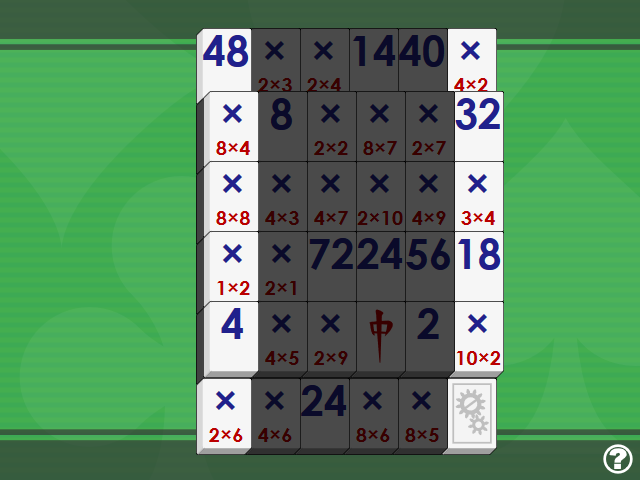 48 × × 14 40 ×
2×3 2×4 4×2
× 8 × × × 32
8×4 2×2 8×7 2×7
× × × × × ×
8×8 4×3 4×7 2×10 4×9 3×4
× × 72 24 56 18
1×2 2×1
4 × × 中 2 ×
4×5 2×9 10×2
× × 24 × ×
2×6 4×6 8×6 8×5
?